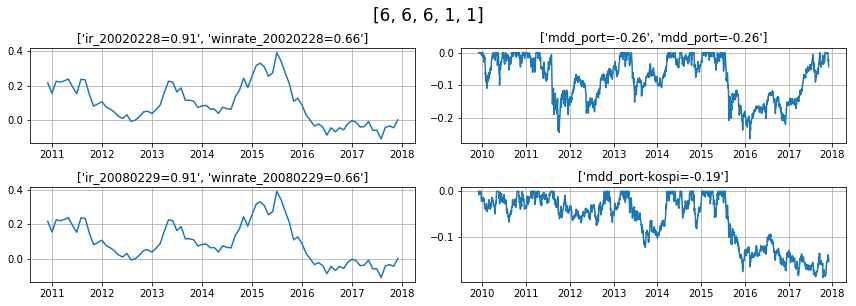 [6, 6, 6, 1, 1]
['ir_20020228=0.91', 'winrate_20020228=0.66']
0.4
0.2
0.0
2011 2012 2013 2014 2015 2016 2017 2018
['mdd_port=-0.26', 'mdd_port=-0.26']
0.0
−0.1
−0.2
2010 2011 2012 2013 2014 2015 2016 2017 2018
['ir_20080229=0.91', 'winrate_20080229=0.66']
0.4
0.2
0.0
2011 2012 2013 2014 2015 2016 2017 2018
['mdd_port-kospi=-0.19']
0.0
−0.1
2010 2011 2012 2013 2014 2015 2016 2017 2018